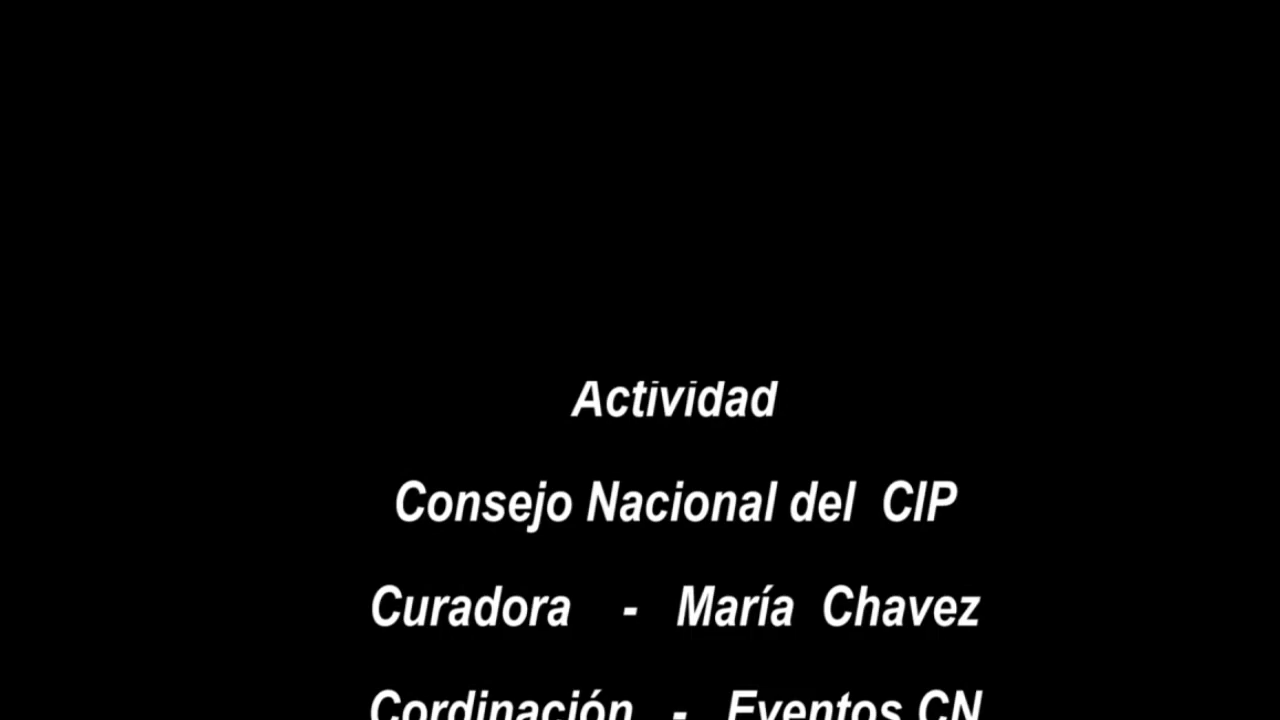 Actividad
Consejo Nacional del CIP
Curadora - María Chavez
Cordinación - Eventos CN